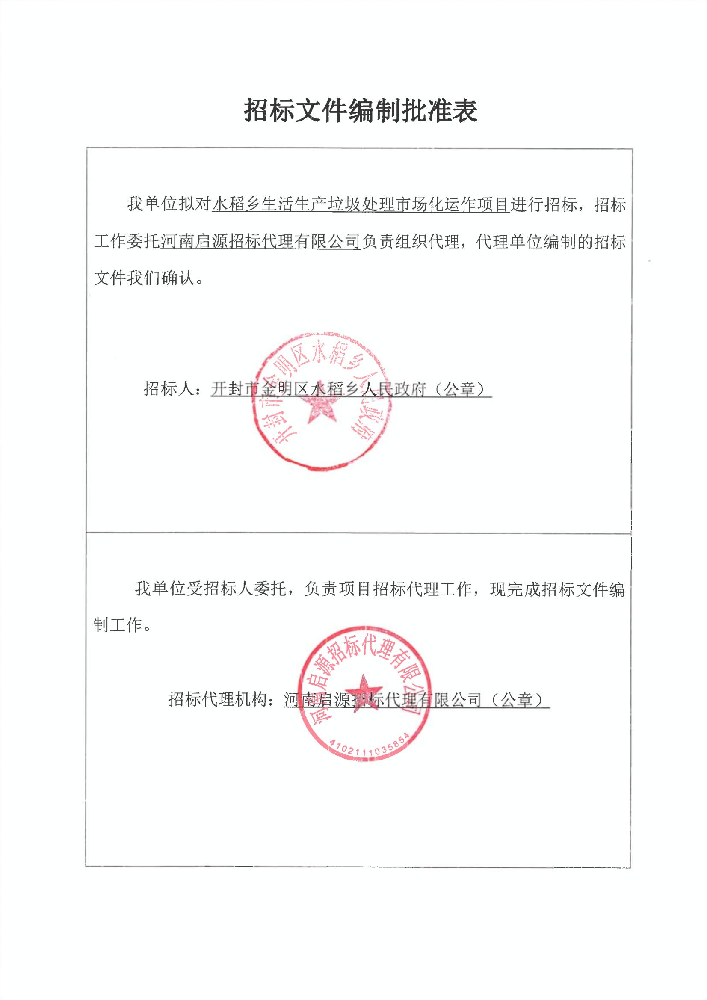 招标文件编制批准表
我单位拟对水稻乡生活生产垃圾处理市场化运作项目进行招标，招标
工作委托河南启源招标代理有限公司负责组织代理，代理单位编制的招标
文件我们确认。
开封市金明区水稻乡人民政府
招标人：开封市金明区水稻乡人民政府（公章）
我单位受招标人委托，负责项目招标代理工作，现完成招标文件编
制工作。
河南启源招标代理有限公司
招标代理机构：河南启源招标代理有限公司（公章）
4102111035854